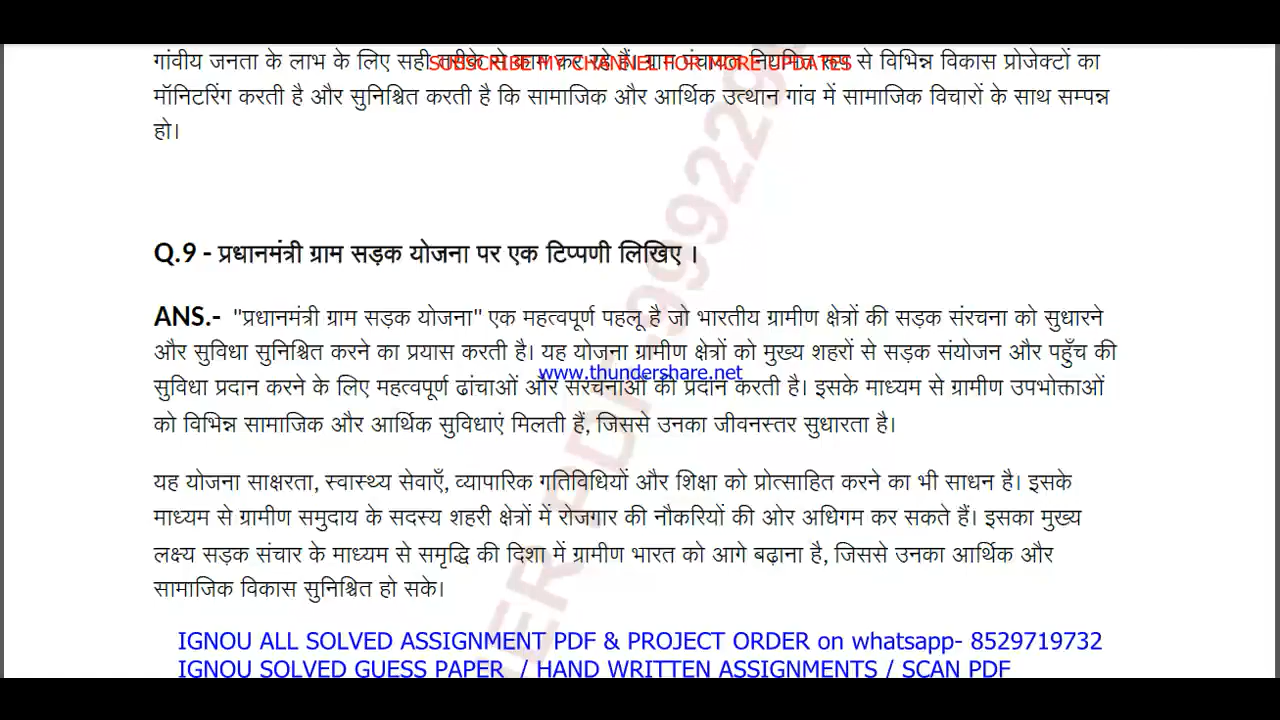 गांवीय जनता के लाभ के लिए सही तरीके से काम कर रहे हैं। ग्राम पंचायत नियमित रूप से विभिन्न विकास प्रोजेक्टों का
SUBSCRIBE MY CHANNEL FOR MORE UPDATES
मॉनिटरिंग करती है और सुनिश्चित करती है कि सामाजिक और आर्थिक उत्थान गांव में सामाजिक विचारों के साथ सम्पन्न
हो।
Q.9 - प्रधानमंत्री ग्राम सड़क योजना पर एक टिप्पणी लिखिए ।
ANS.- "प्रधानमंत्री ग्राम सड़क योजना" एक महत्वपूर्ण पहलू है जो भारतीय ग्रामीण क्षेत्रों की सड़क संरचना को सुधारने
और सुविधा सुनिश्चित करने का प्रयास करती है। यह योजना ग्रामीण क्षेत्रों को मुख्य शहरों से सड़क संयोजन और पहुँच की
www.thundershare.net
सुविधा प्रदान करने के लिए महत्वपूर्ण ढांचाओं और संरचनाओं की प्रदान करती है। इसके माध्यम से ग्रामीण उपभोक्ताओं
को विभिन्न सामाजिक और आर्थिक सुविधाएं मिलती हैं, जिससे उनका जीवनस्तर सुधारता है।
यह योजना साक्षरता, स्वास्थ्य सेवाएँ, व्यापारिक गतिविधियों और शिक्षा को प्रोत्साहित करने का भी साधन है। इसके
माध्यम से ग्रामीण समुदाय के सदस्य शहरी क्षेत्रों में रोजगार की नौकरियों की ओर अधिगम कर सकते हैं। इसका मुख्य
लक्ष्य सड़क संचार के माध्यम से समृद्धि की दिशा में ग्रामीण भारत को आगे बढ़ाना है, जिससे उनका आर्थिक और
सामाजिक विकास सुनिश्चित हो सके।
IGNOU ALL SOLVED ASSIGNMENT PDF & PROJECT ORDER on whatsapp- 8529719732
IGNOU SOLVED GUESS PAPER / HAND WRITTEN ASSIGNMENTS / SCAN PDF